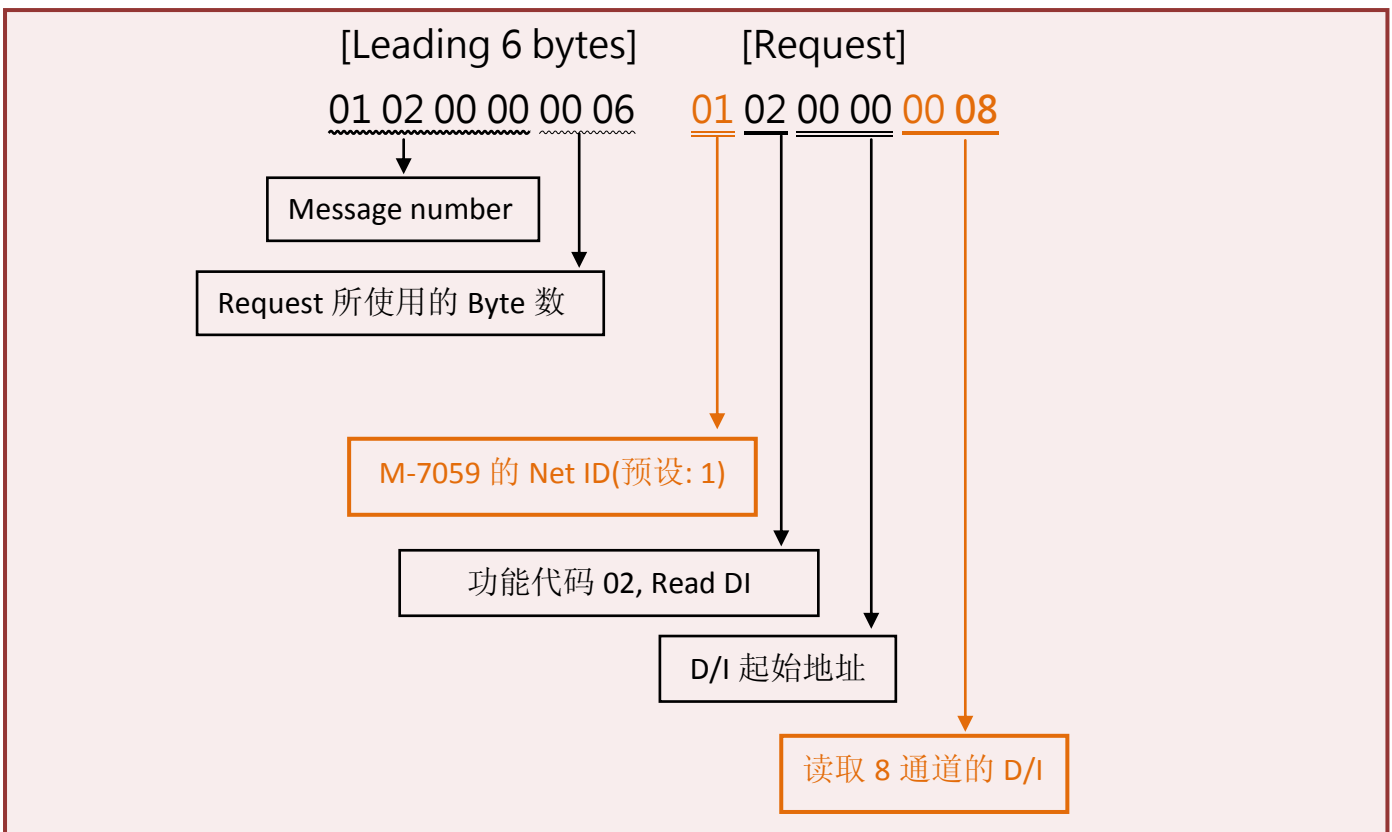 [Leading 6 bytes] [Request]
01 02 00 00 00 06 01 02 00 00 00 08
Message number
Request 所使用的 Byte 数
M-7059 的 Net ID(预设: 1)
功能代码 02, Read DI
D/I 起始地址
读取 8 通道的 D/I